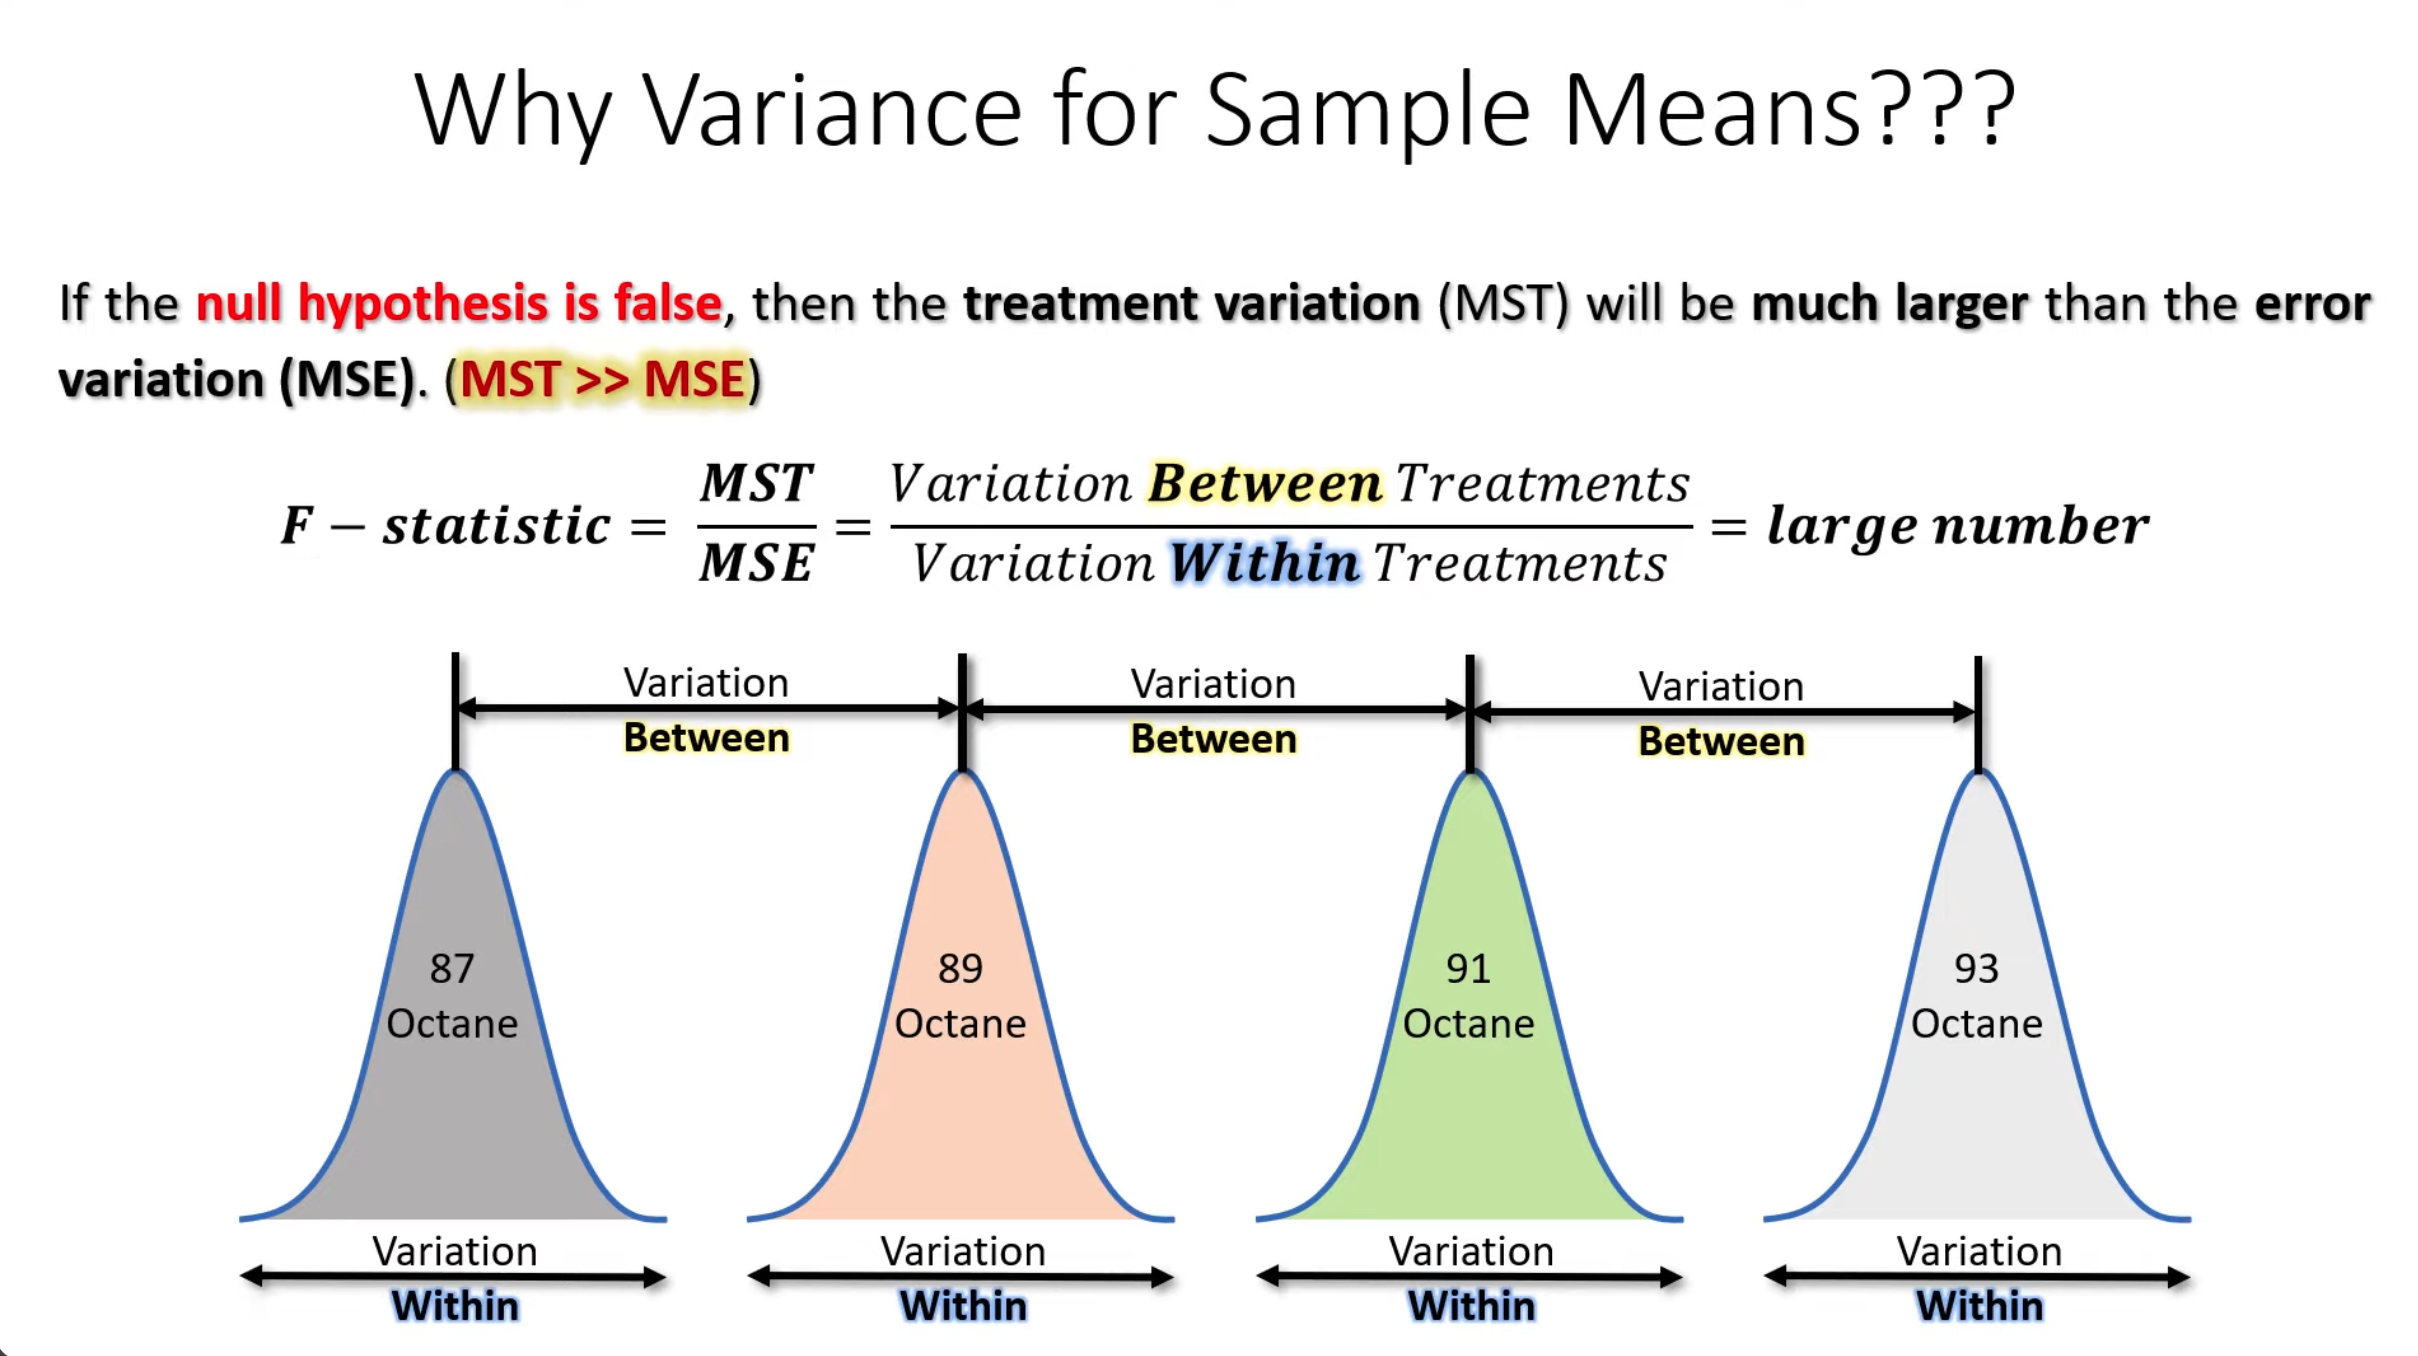 Why Variance for Sample Means???
If the null hypothesis is false, then the treatment variation (MST) will be much larger than the error
variation (MSE). (MST >> MSE)
F − statistic = MST / MSE = Variation Between Treatments / Variation Within Treatments = large number
Variation Variation Variation
Between Between Between
87 89 91 93
Octane Octane Octane Octane
Variation Variation Variation Variation
Within Within Within Within